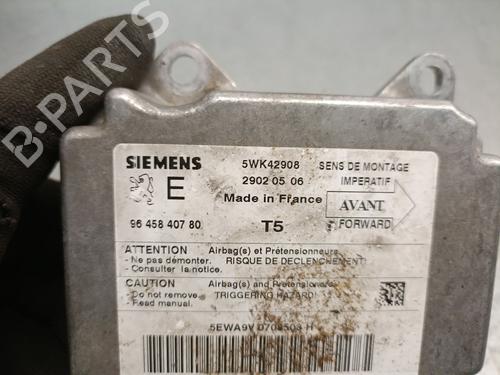 B-PARTS
SIEMENS
5WK42908
SENS DE MONTAGE
E
2902 05 06
IMPERATIF
Made in France
AVANT
96 458 407 80
T5
FORWARD
ATTENTION
Airbag(s) et Prétensionneurs
- Ne pas démonter.
RISQUE DE DECLENCHEMENT!
- Consulter la notice.
CAUTION
Airbag(s) and Pretensioners
- Do not remove.
TRIGGERING HAZARD!
- Read manual.